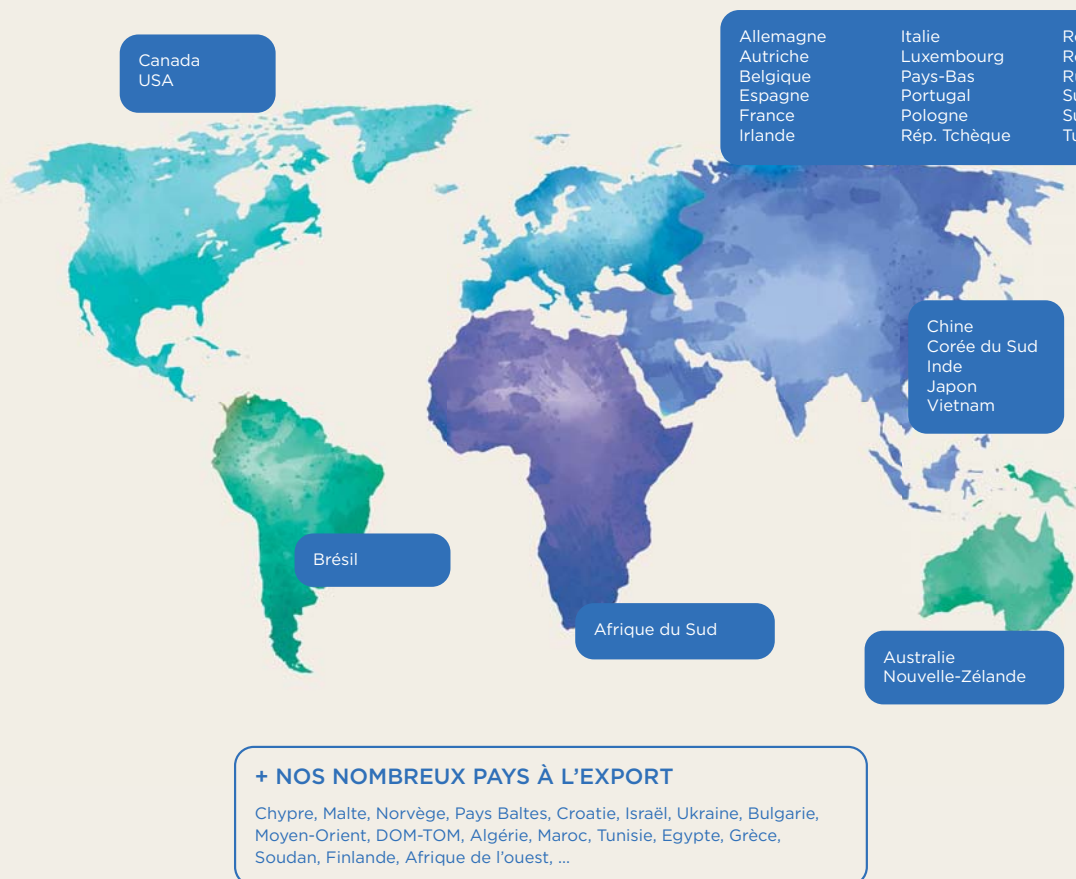 Canada
USA
Allemagne
Autriche
Belgique
Espagne
France
Irlande
Italie
Luxembourg
Pays-Bas
Portugal
Pologne
Rép. Tchèque
Chine
Corée du Sud
Inde
Japon
Vietnam
Brésil
Afrique du Sud
Australie
Nouvelle-Zélande
+ NOS NOMBREUX PAYS À L’EXPORT
Chypre, Malte, Norvège, Pays Baltes, Croatie, Israël, Ukraine, Bulgarie,
Moyen-Orient, DOM-TOM, Algérie, Maroc, Tunisie, Egypte, Grèce,
Soudan, Finlande, Afrique de l’ouest, ...